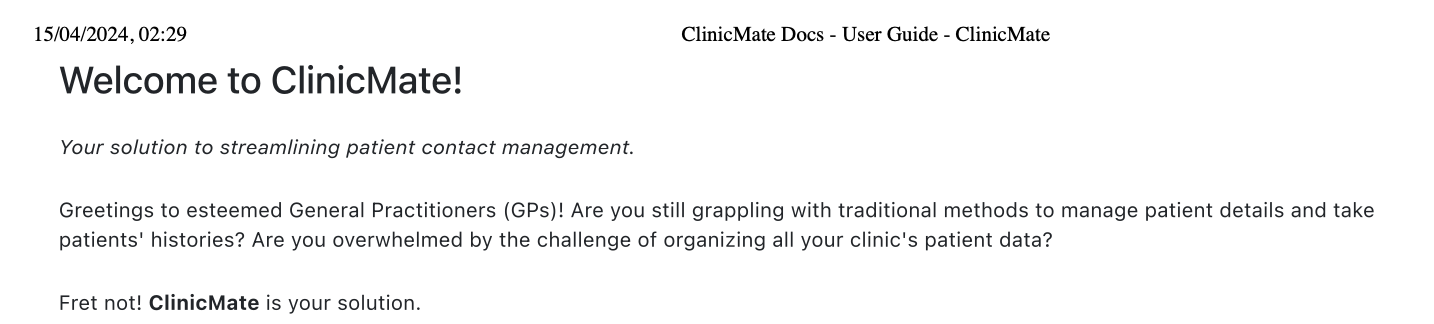 15/04/2024, 02:29 ClinicMate Docs - User Guide - ClinicMate
Welcome to ClinicMate!
Your solution to streamlining patient contact management.
Greetings to esteemed General Practitioners (GPs)! Are you still grappling with traditional methods to manage patient details and take
patients' histories? Are you overwhelmed by the challenge of organizing all your clinic's patient data?
Fret not! ClinicMate is your solution.